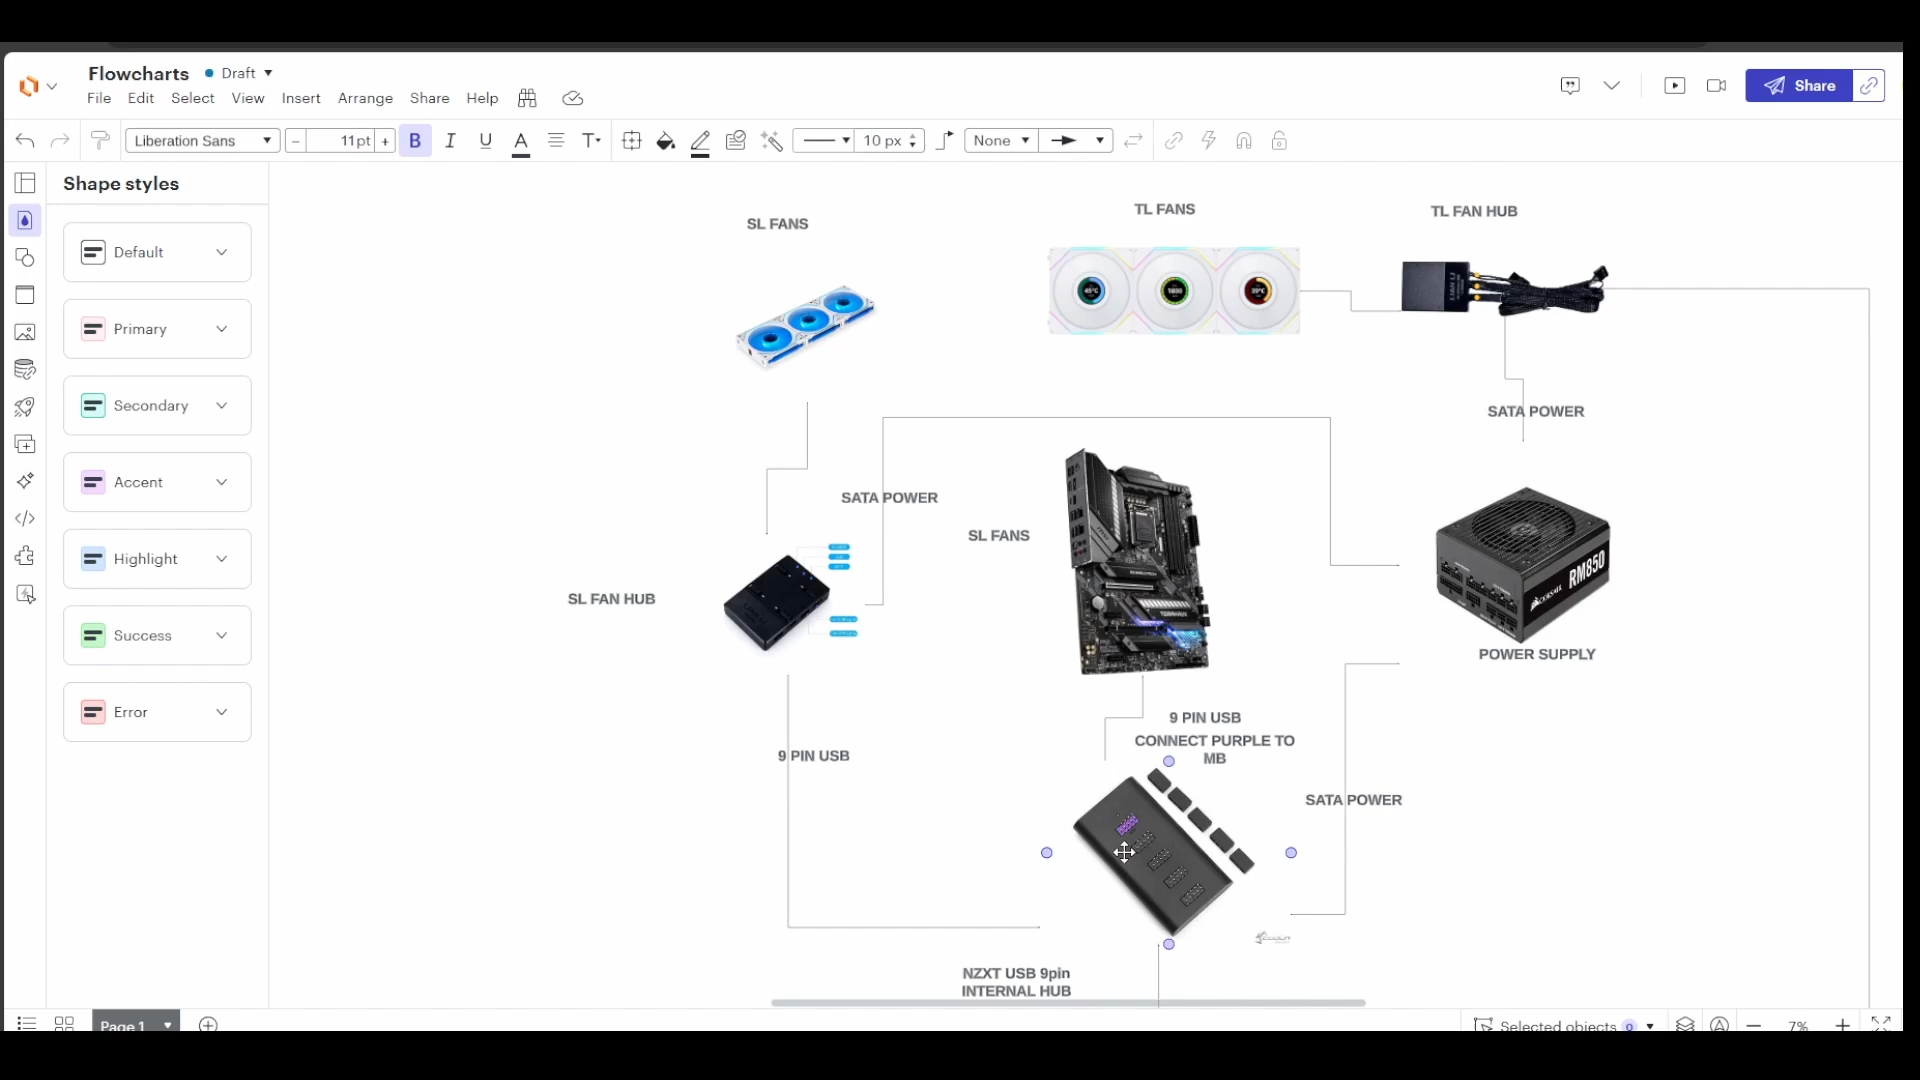 Flowcharts
Draft
File Edit Select View Insert Arrange Share Help
Share
Liberation Sans
11pt
B I U A T
10 px
None
Shape styles
Default
Primary
Secondary
Accent
Highlight
Success
Error
SL FANS
TL FANS
TL FAN HUB
SATA POWER
SATA POWER
SL FANS
SL FAN HUB
RM850
CORSAIR
POWER SUPPLY
9 PIN USB
CONNECT PURPLE TO
MB
9 PIN USB
SATA POWER
NZXT USB 9pin
INTERNAL HUB
Page 1
Selected objects 0
7%